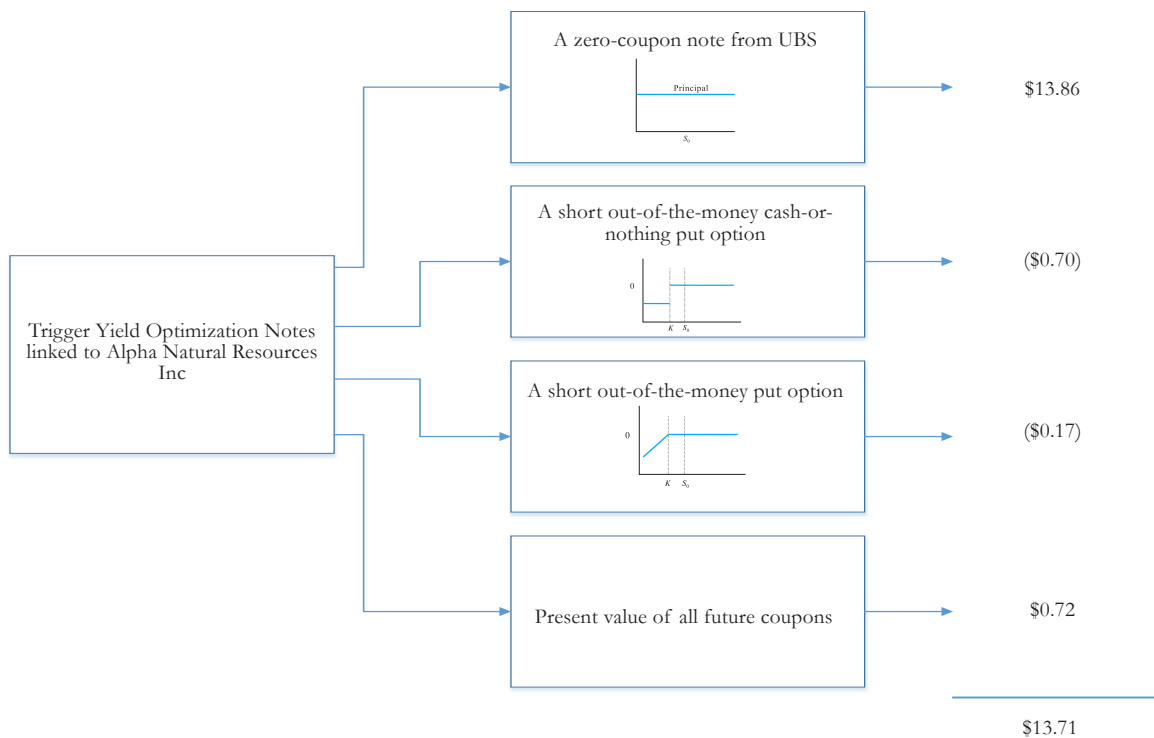 A zero-coupon note from UBS
Principal
S₀
$13.86
A short out-of-the-money cash-or-
nothing put option
0
K S₀
($0.70)
Trigger Yield Optimization Notes
linked to Alpha Natural Resources
Inc
A short out-of-the-money put option
0
K S₀
($0.17)
Present value of all future coupons
$0.72
$13.71